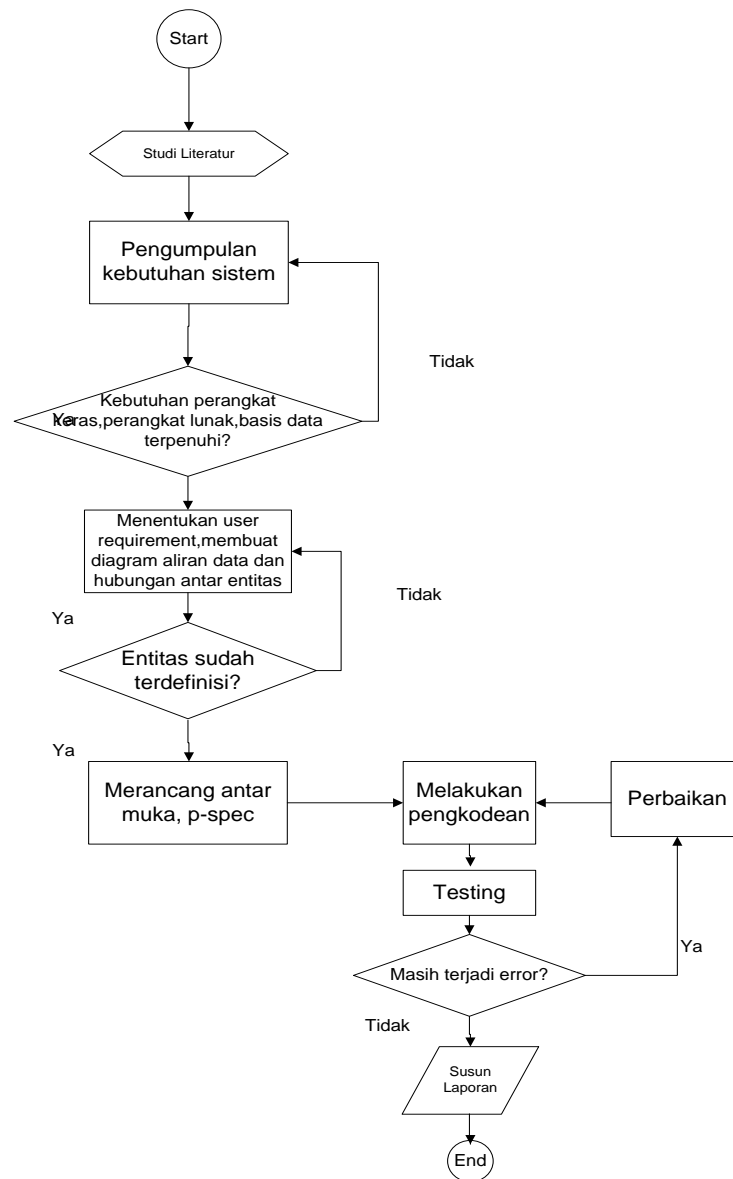 Start
Studi Literatur
Pengumpulan
kebutuhan sistem
Tidak
Kebutuhan perangkat
Ya
keras,perangkat lunak,basis data
terpenuhi?
Menentukan user
requirement,membuat
diagram aliran data dan
hubungan antar entitas
Tidak
Ya
Entitas sudah
terdefinisi?
Ya
Merancang antar
muka, p-spec
Melakukan
pengkodean
Perbaikan
Testing
Ya
Masih terjadi error?
Tidak
Susun
Laporan
End